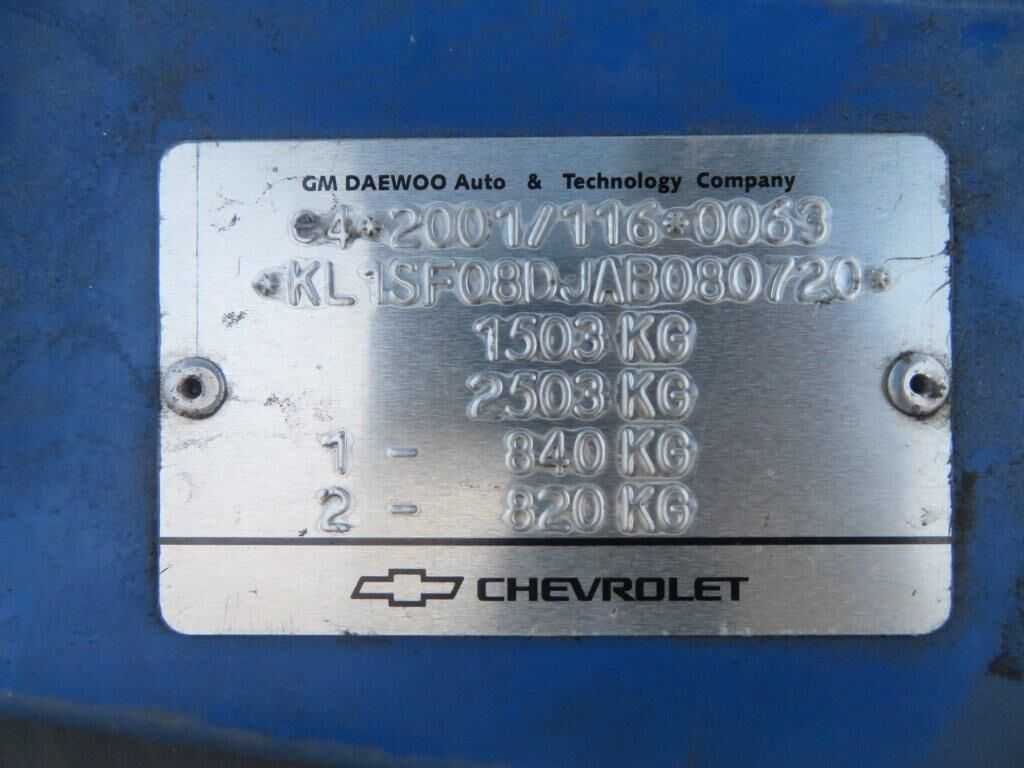 GM DAEWOO Auto & Technology Company
e4*2001/116*0063
*KL1SF08DJAB080720*
1503 KG
2503 KG
1 - 840 KG
2 - 820 KG
CHEVROLET